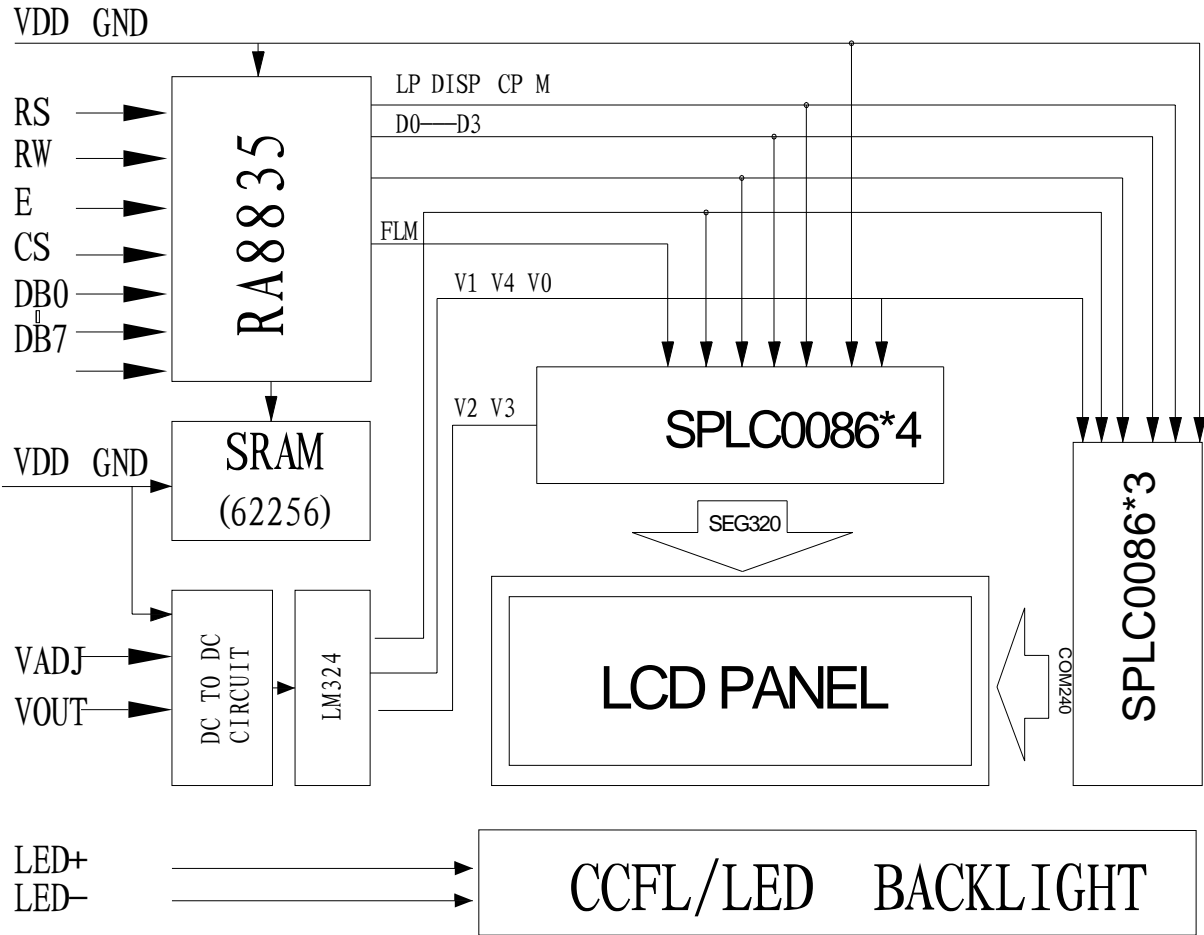 VDD GND
LP DISP CP M
RS
D0—D3
RW
RA8835
E
FLM
CS
V1 V4 V0
DB0
DB7
V2 V3
SPLC0086*4
SRAM
(62256)
VDD GND
SEG320
SPLC0086*3
COM240
LCD PANEL
VADJ
VOUT
DC TO DC
CIRCUIT
LM324
LED+
LED-
CCFL/LED BACKLIGHT